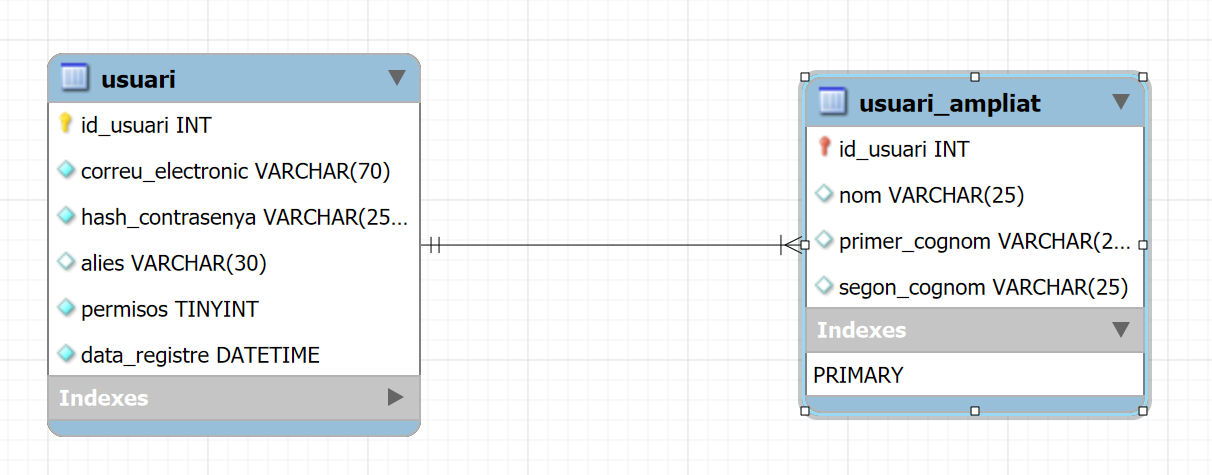 usuari
id_usuari INT
correu_electronic VARCHAR(70)
hash_contrasenya VARCHAR(25...
alies VARCHAR(30)
permisos TINYINT
data_registre DATETIME
Indexes
usuari_ampliat
id_usuari INT
nom VARCHAR(25)
primer_cognom VARCHAR(2...
segon_cognom VARCHAR(25)
Indexes
PRIMARY